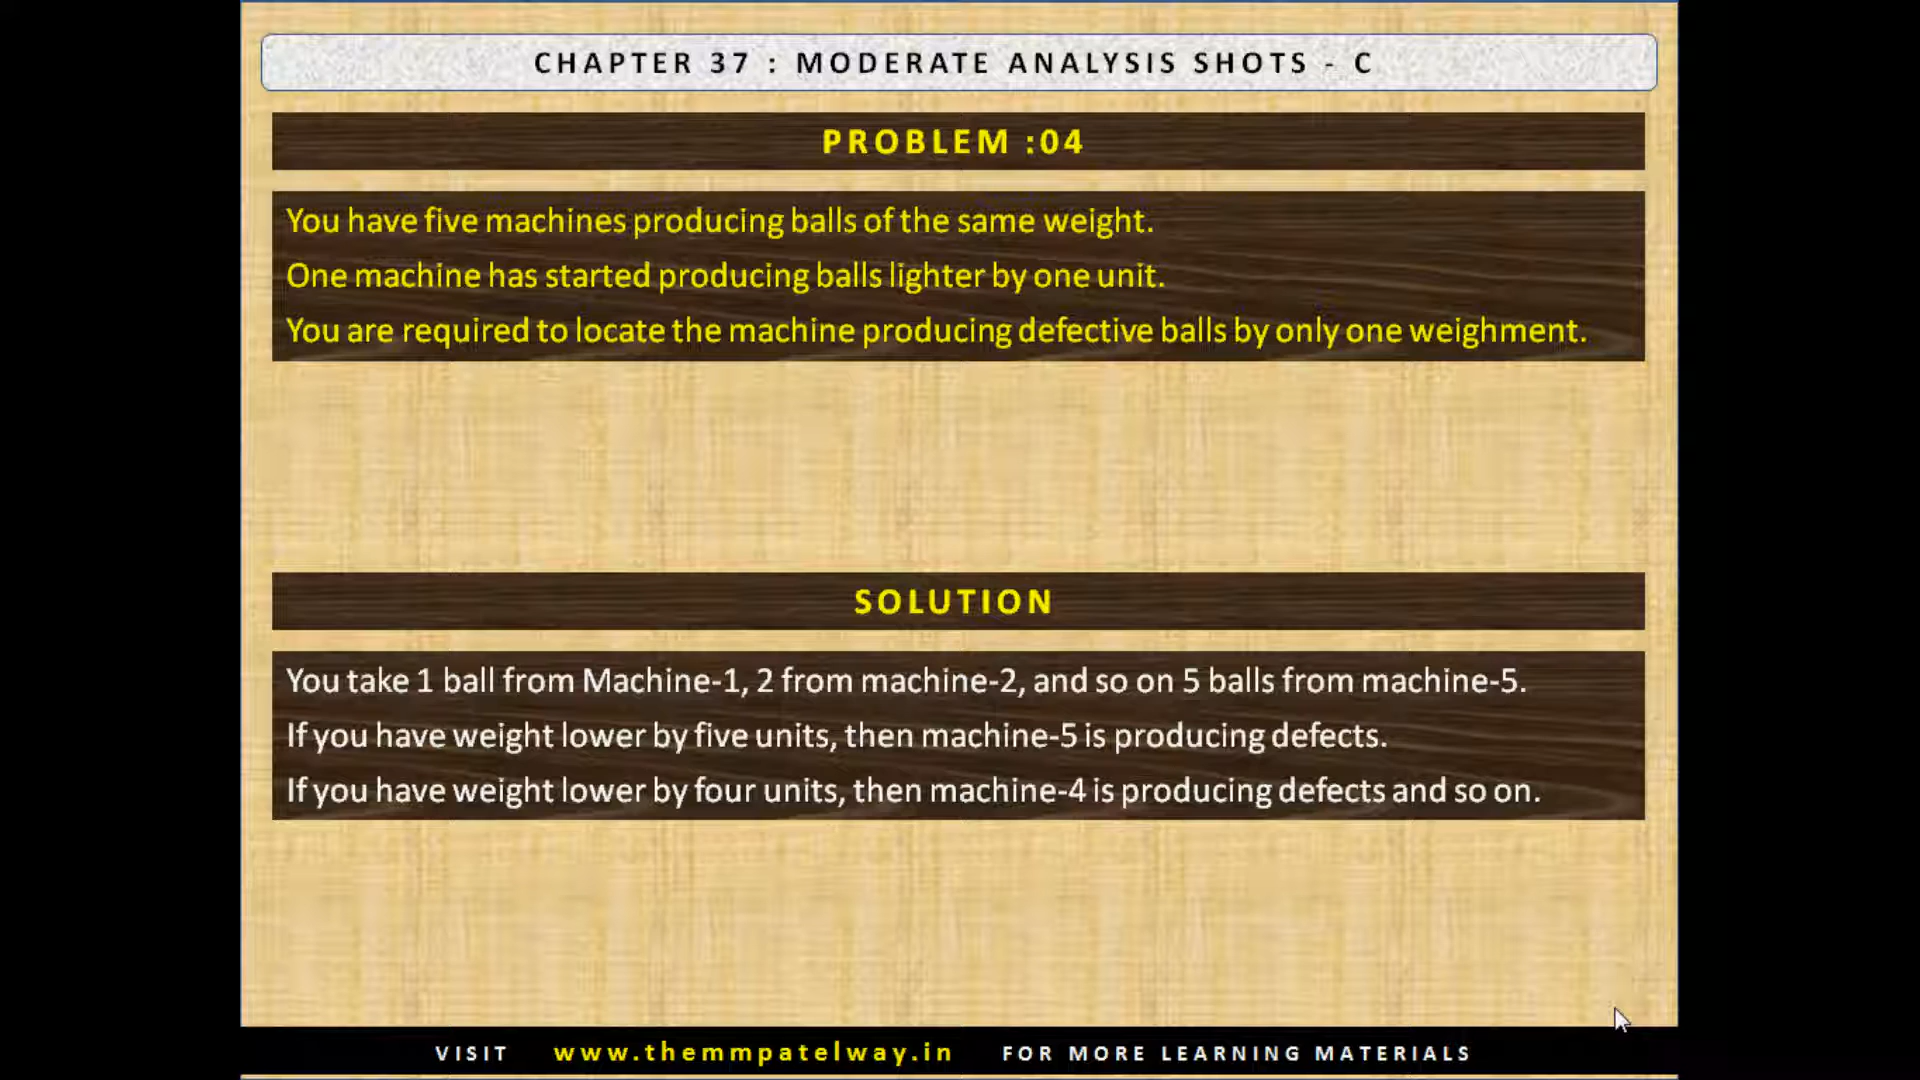 CHAPTER 37 : MODERATE ANALYSIS SHOTS - C
PROBLEM :04
You have five machines producing balls of the same weight.
One machine has started producing balls lighter by one unit.
You are required to locate the machine producing defective balls by only one weighment.
SOLUTION
You take 1 ball from Machine-1, 2 from machine-2, and so on 5 balls from machine-5.
If you have weight lower by five units, then machine-5 is producing defects.
If you have weight lower by four units, then machine-4 is producing defects and so on.
VISIT www.themmpatelway.in FOR MORE LEARNING MATERIALS